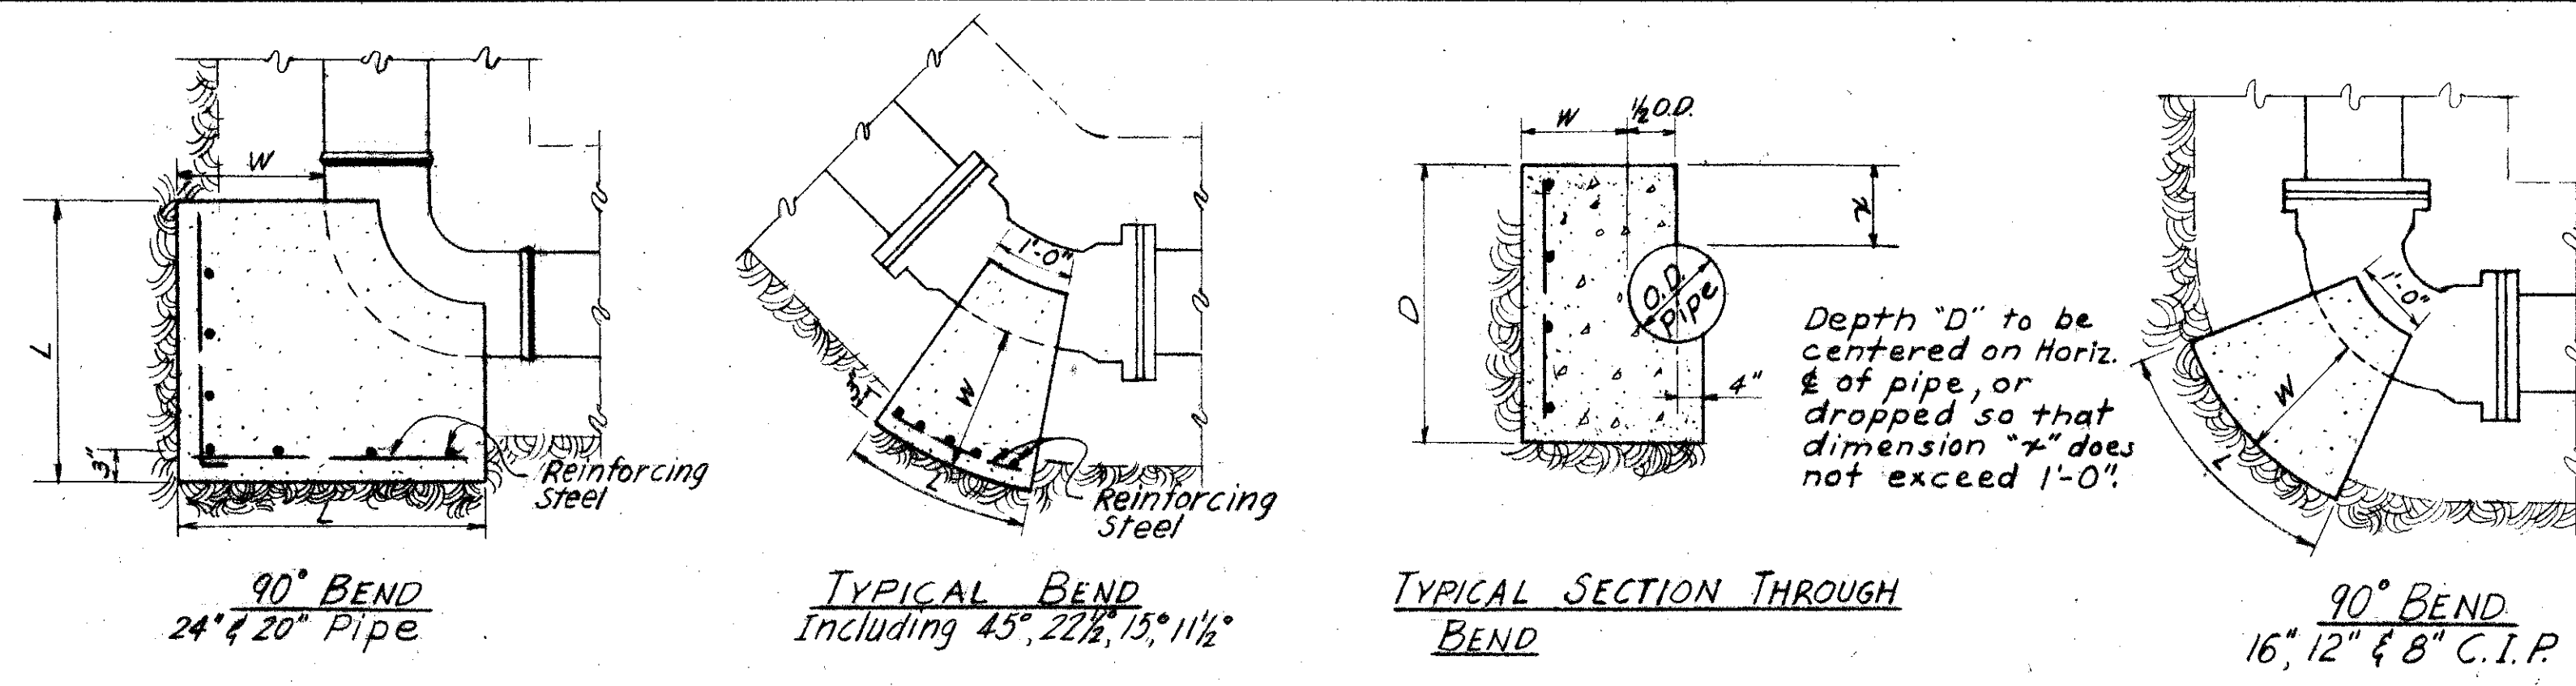 W
L
3"
L
Reinforcing
Steel
90° BEND
24" & 20" Pipe
1'-0"
W
3"
L
Reinforcing
Steel
TYPICAL BEND
Including 45°, 22½°, 15°, 11½°
W
½ O.D.
x
D
O.D.
Pipe
4"
Depth "D" to be
centered on Horiz.
℄ of pipe, or
dropped so that
dimension "x" does
not exceed 1'-0".
TYPICAL SECTION THROUGH
BEND
1'-0"
W
L
90° BEND
16", 12" & 8" C.I.P.